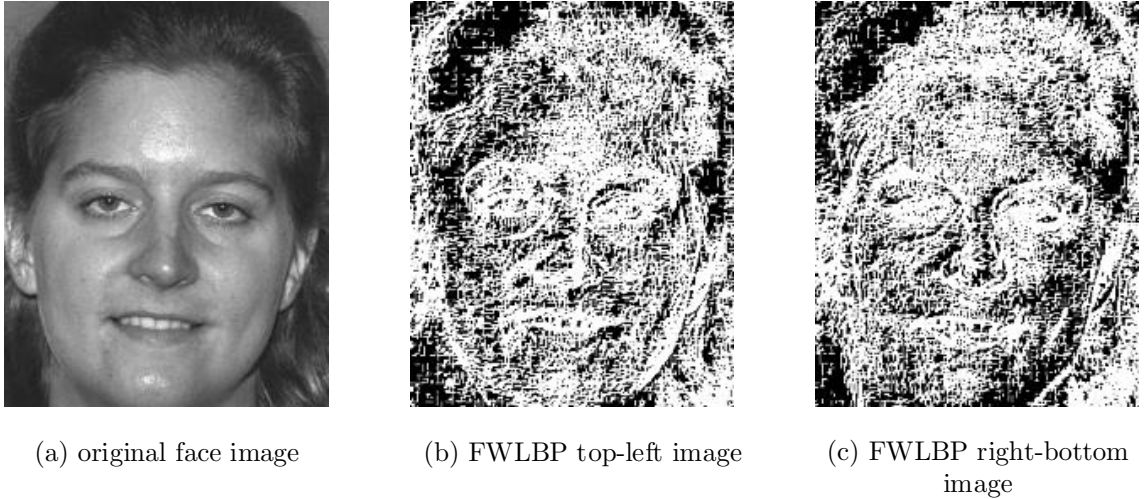 (a) original face image
(b) FWLBP top-left image
(c) FWLBP right-bottom
image